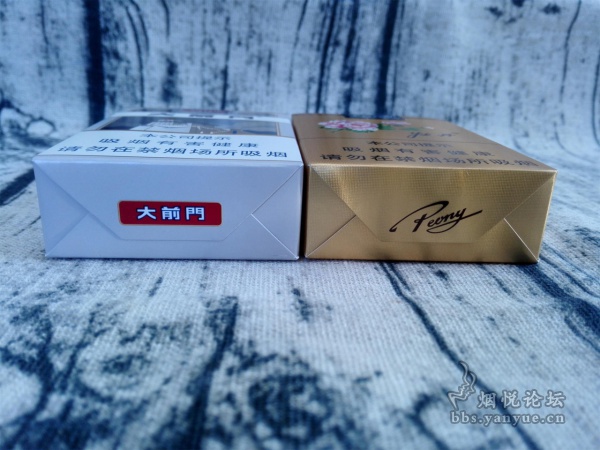 本公司提示
吸烟有害健康
请勿在禁烟场所吸烟
大前門
本公司提示
吸烟有害健康
请勿在禁烟场所吸烟
Peony
烟悦论坛
bbs.yanyue.cn